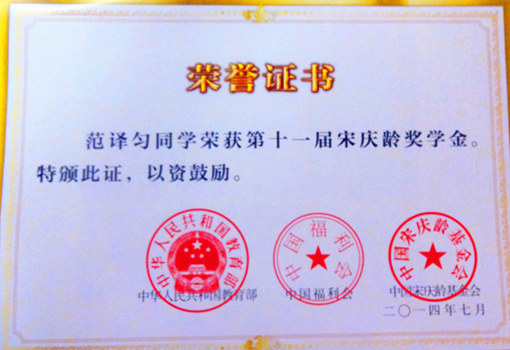 荣誉证书
范译匀同学荣获第十一届宋庆龄奖学金。
特颁此证，以资鼓励。
中华人民共和国教育部
中国福利会
中国宋庆龄基金会
中华人民共和国教育部 中国福利会 中国宋庆龄基金会
二〇一四年七月